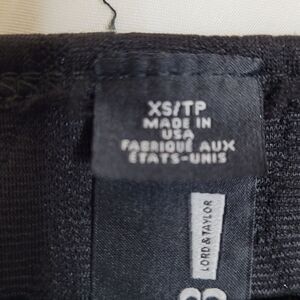 XS/TP
MADE IN
USA
FABRIQUÉ AUX
ÉTATS-UNIS
LORD & TAYLOR